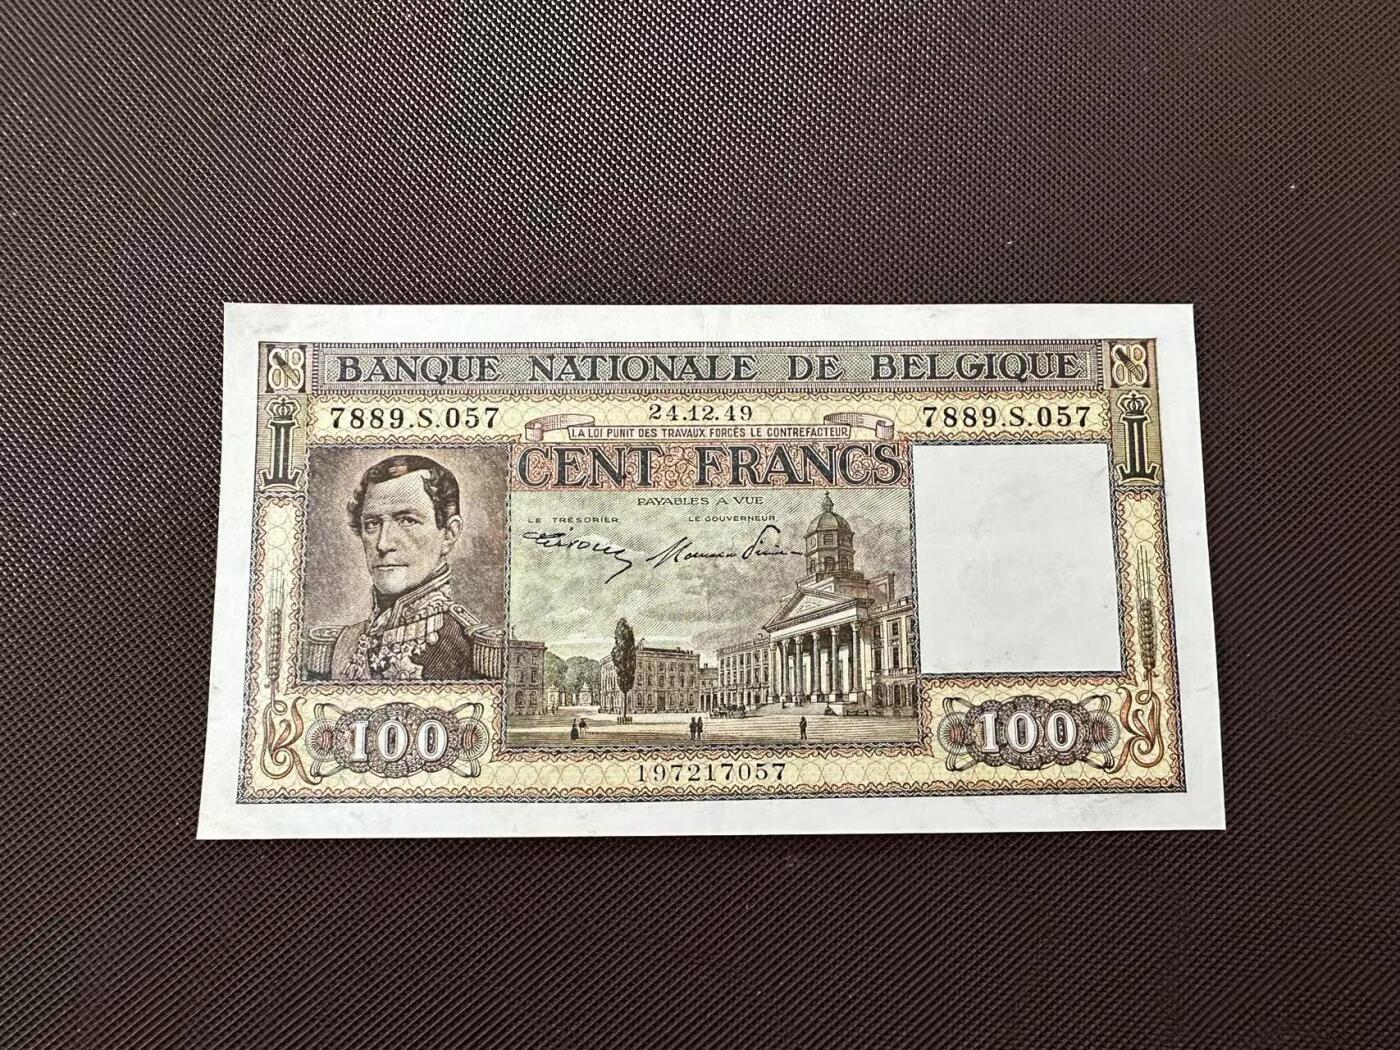 BANQUE NATIONALE DE BELGIQUE
7889.S.057 24.12.49 7889.S.057
LA LOI PUNIT DES TRAVAUX FORCÉS LE CONTREFACTEUR
CENT FRANCS
PAYABLES A VUE
LE TRÉSORIER LE GOUVERNEUR
100 100
197217057